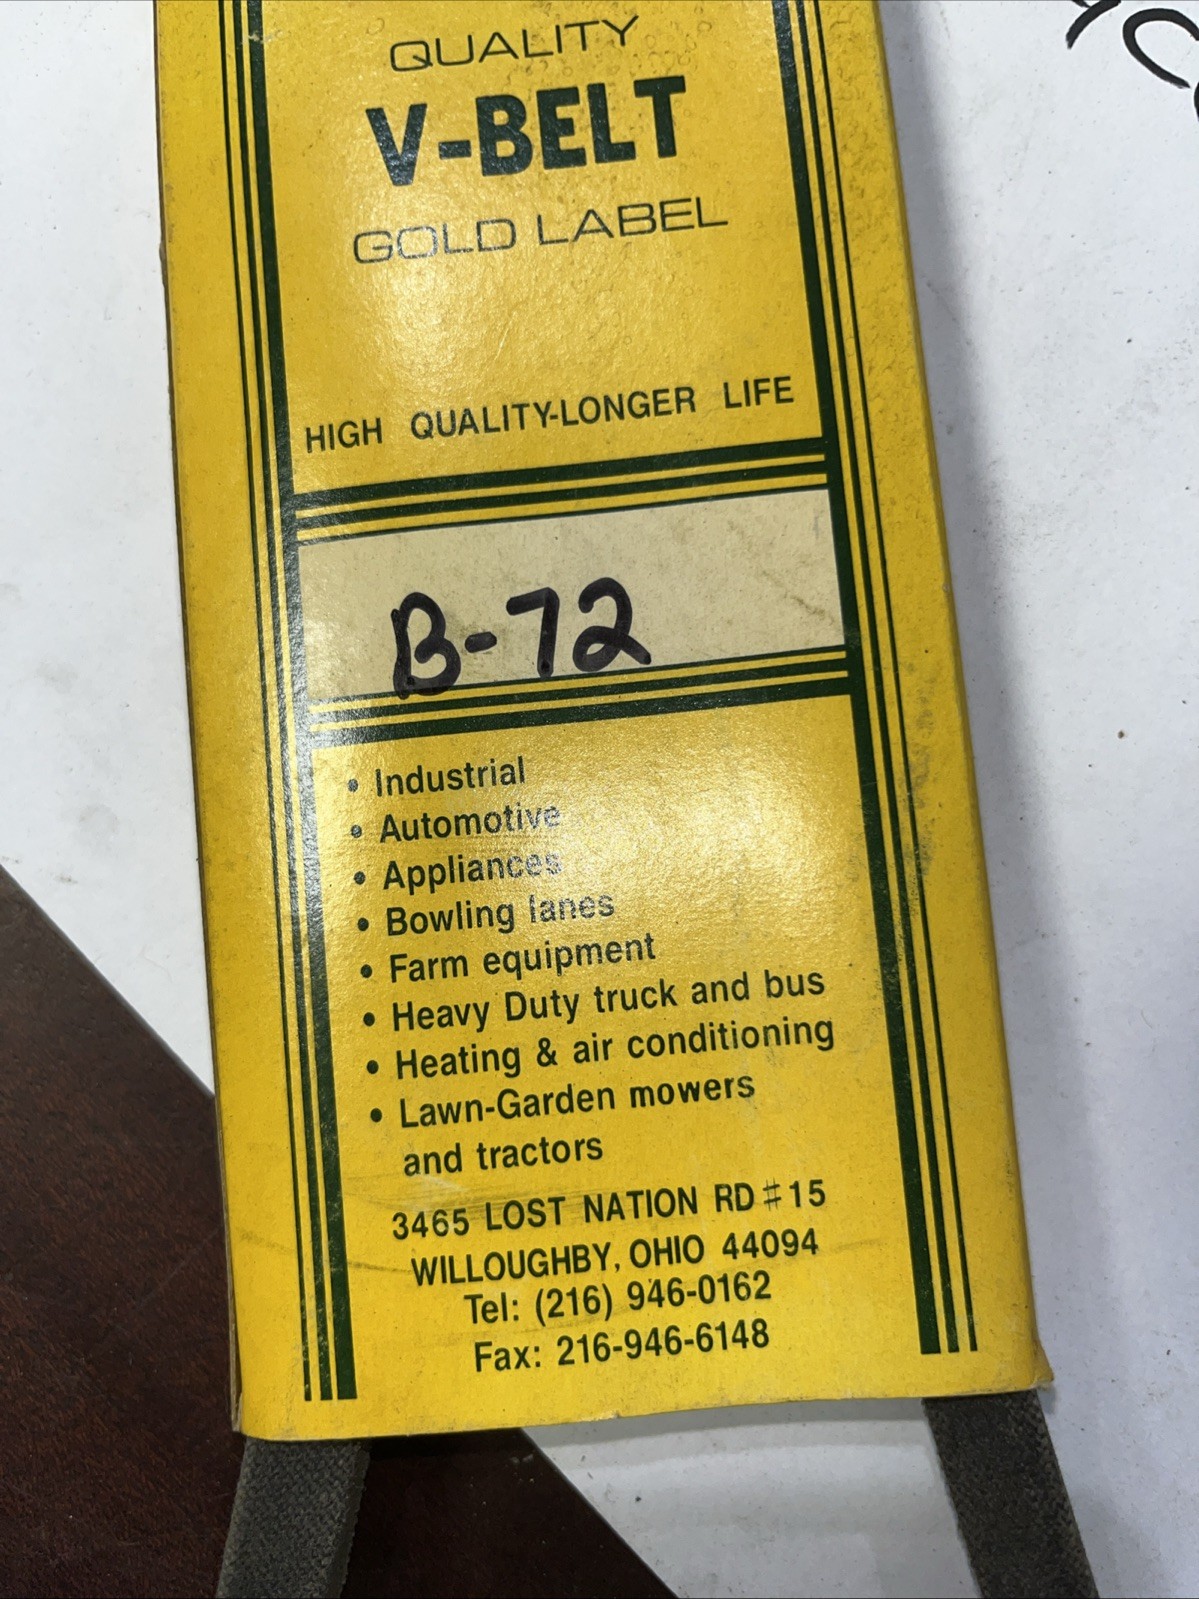 QUALITY
V-BELT
GOLD LABEL
HIGH QUALITY-LONGER LIFE
B-72
• Industrial
• Automotive
• Appliances
• Bowling lanes
• Farm equipment
• Heavy Duty truck and bus
• Heating & air conditioning
• Lawn-Garden mowers
and tractors
3465 LOST NATION RD #15
WILLOUGHBY, OHIO 44094
Tel: (216) 946-0162
Fax: 216-946-6148